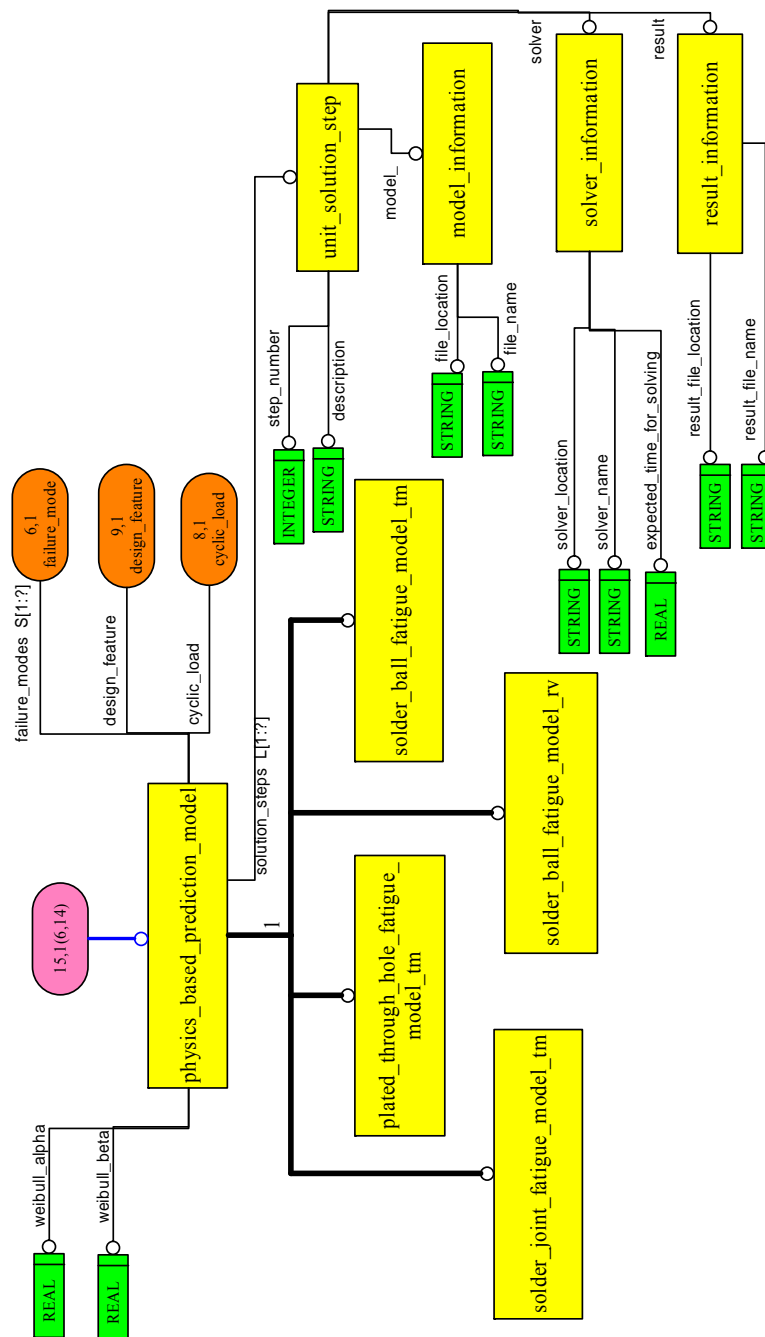 15,1(6,14)
weibull_alpha
REAL
weibull_beta
REAL
physics_based_prediction_model
failure_modes S[1:?]
6,1
failure_mode
design_feature
9,1
design_feature
cyclic_load
8,1
cyclic_load
solution_steps L[1:?]
1
solder_joint_fatigue_model_tm
plated_through_hole_fatigue_
model_tm
solder_ball_fatigue_model_rv
solder_ball_fatigue_model_tm
unit_solution_step
step_number
INTEGER
description
STRING
model_
model_information
file_location
STRING
file_name
STRING
solver
solver_information
solver_location
STRING
solver_name
STRING
expected_time_for_solving
REAL
result
result_information
result_file_location
STRING
result_file_name
STRING